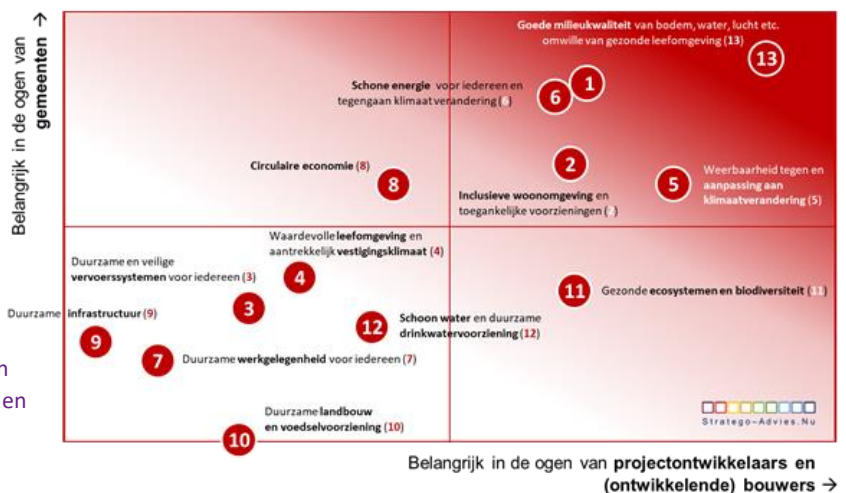 Belangrijk in de ogen van
gemeenten →
Goede milieukwaliteit van bodem, water, lucht etc.
omwille van gezonde leefomgeving (13)
13
Schone energie voor iedereen en
tegengaan klimaatverandering (6)
6
1
Circulaire economie (8)
8
2
Inclusieve woonomgeving en
toegankelijke voorzieningen (2)
5
Weerbaarheid tegen en
aanpassing aan
klimaatverandering (5)
Waardevolle leefomgeving en
aantrekkelijk vestigingsklimaat (4)
4
Duurzame en veilige
vervoerssystemen voor iedereen (3)
3
11
Gezonde ecosystemen en biodiversiteit (11)
Duurzame infrastructuur (9)
9
12
Schoon water en duurzame
drinkwatervoorziening (12)
7
Duurzame werkgelegenheid voor iedereen (7)
en
Duurzame landbouw
en voedselvoorziening (10)
10
Stratego-Advies.Nu
Belangrijk in de ogen van projectontwikkelaars en
(ontwikkelende) bouwers →